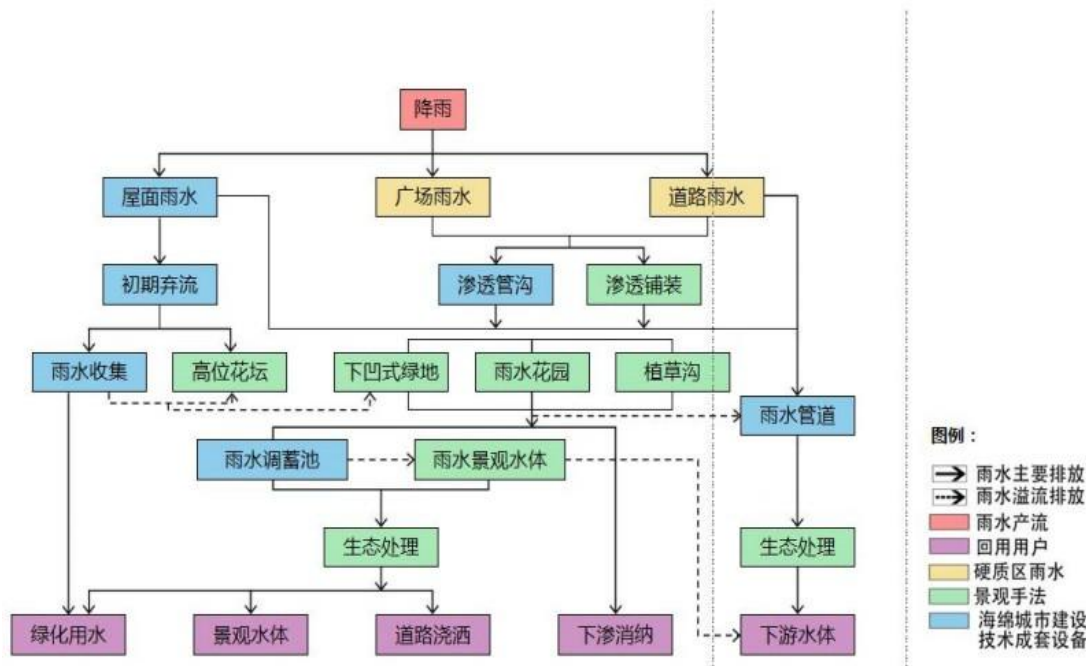 降雨
屋面雨水
广场雨水
道路雨水
初期弃流
渗透管沟
渗透铺装
雨水收集
高位花坛
下凹式绿地
雨水花园
植草沟
雨水管道
雨水调蓄池
雨水景观水体
生态处理
生态处理
绿化用水
景观水体
道路浇洒
下渗消纳
下游水体
图例：
雨水主要排放
雨水溢流排放
雨水产流
回用用户
硬质区雨水
景观手法
海绵城市建设
技术成套设备